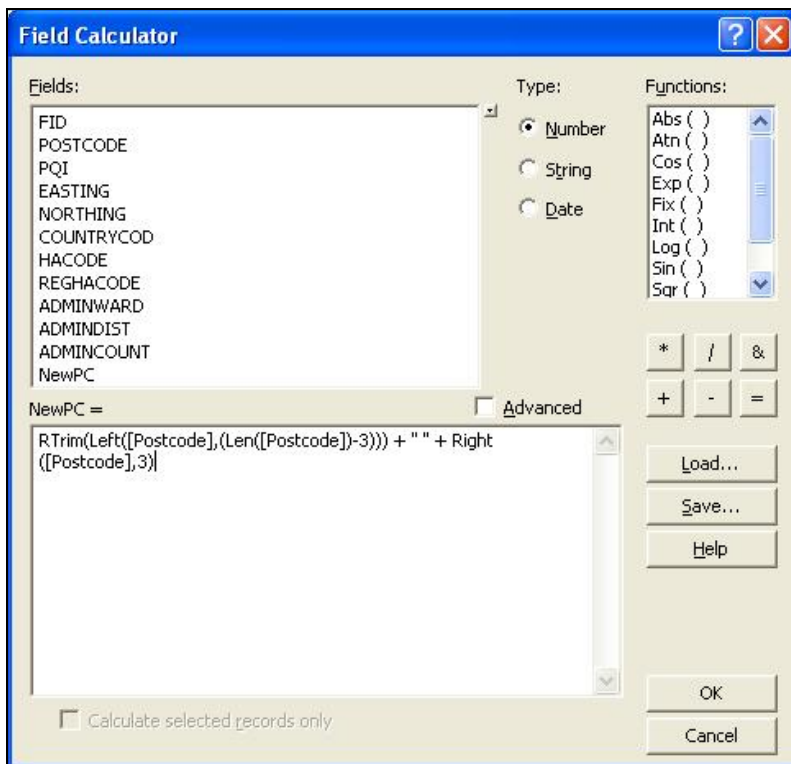 Field Calculator
Fields:
FID
POSTCODE
PQI
EASTING
NORTHING
COUNTRYCOD
HACODE
REGHACODE
ADMINWARD
ADMINDIST
ADMINCOUNT
NewPC
Type:
Number
String
Date
Functions:
Abs ( )
Atn ( )
Cos ( )
Exp ( )
Fix ( )
Int ( )
Log ( )
Sin ( )
Sqr ( )
* / &
+ - =
NewPC =
Advanced
RTrim(Left([Postcode],(Len([Postcode])-3))) + " " + Right
([Postcode],3)
Load...
Save...
Help
Calculate selected records only
OK
Cancel